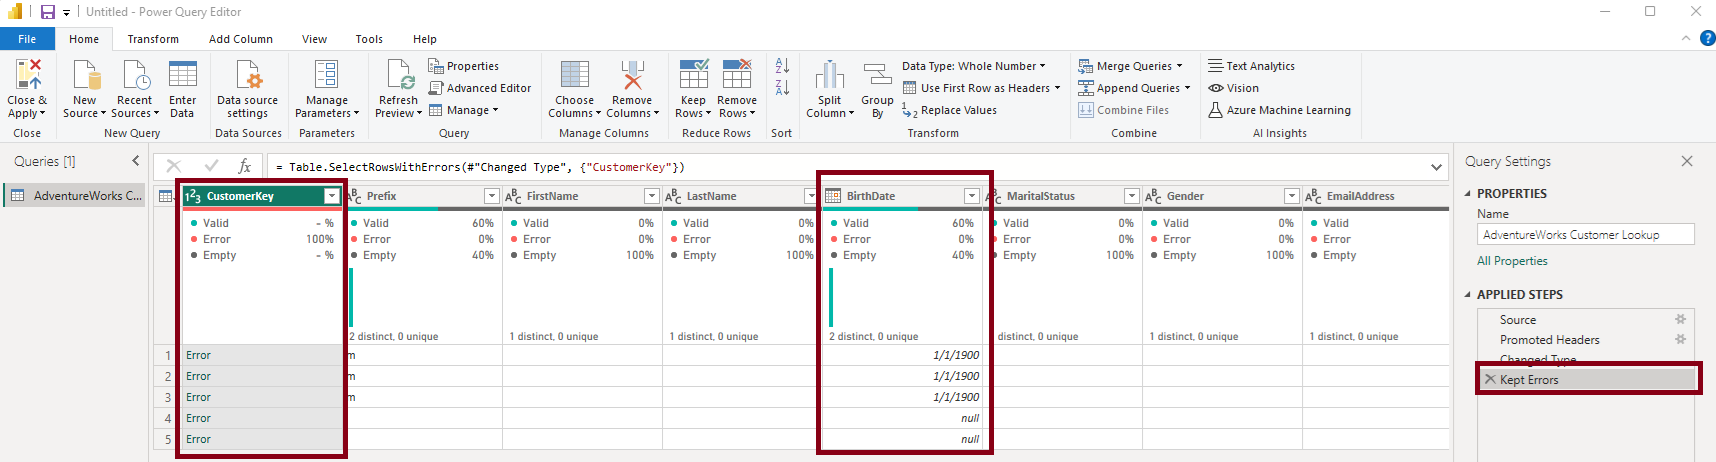 Untitled - Power Query Editor
File Home Transform Add Column View Tools Help
Close & Apply
New Source
Recent Sources
Enter Data
Data source settings
Manage Parameters
Refresh Preview
Properties
Advanced Editor
Manage
Choose Columns
Remove Columns
Keep Rows
Remove Rows
Split Column
Group By
Data Type: Whole Number
Use First Row as Headers
Replace Values
Merge Queries
Append Queries
Combine Files
Text Analytics
Vision
Azure Machine Learning
Close New Query Data Sources Parameters Query Manage Columns Reduce Rows Sort Transform Combine AI Insights
Queries [1]
AdventureWorks C...
fx = Table.SelectRowsWithErrors(#"Changed Type", {"CustomerKey"})
CustomerKey Prefix FirstName LastName BirthDate MaritalStatus Gender EmailAddress
Valid - % Valid 60% Valid 0% Valid 0% Valid 60% Valid 0% Valid 0% Valid
Error 100% Error 0% Error 0% Error 0% Error 0% Error 0% Error 0% Error
Empty - % Empty 40% Empty 100% Empty 100% Empty 40% Empty 100% Empty 100% Empty
2 distinct, 0 unique 1 distinct, 0 unique 1 distinct, 0 unique 2 distinct, 0 unique distinct, 0 unique 1 distinct, 0 unique 1 distinct, 0 unique
1 Error m 1/1/1900
2 Error m 1/1/1900
3 Error m 1/1/1900
4 Error null
5 Error null
Query Settings
PROPERTIES
Name
AdventureWorks Customer Lookup
All Properties
APPLIED STEPS
Source
Promoted Headers
Changed Type
Kept Errors